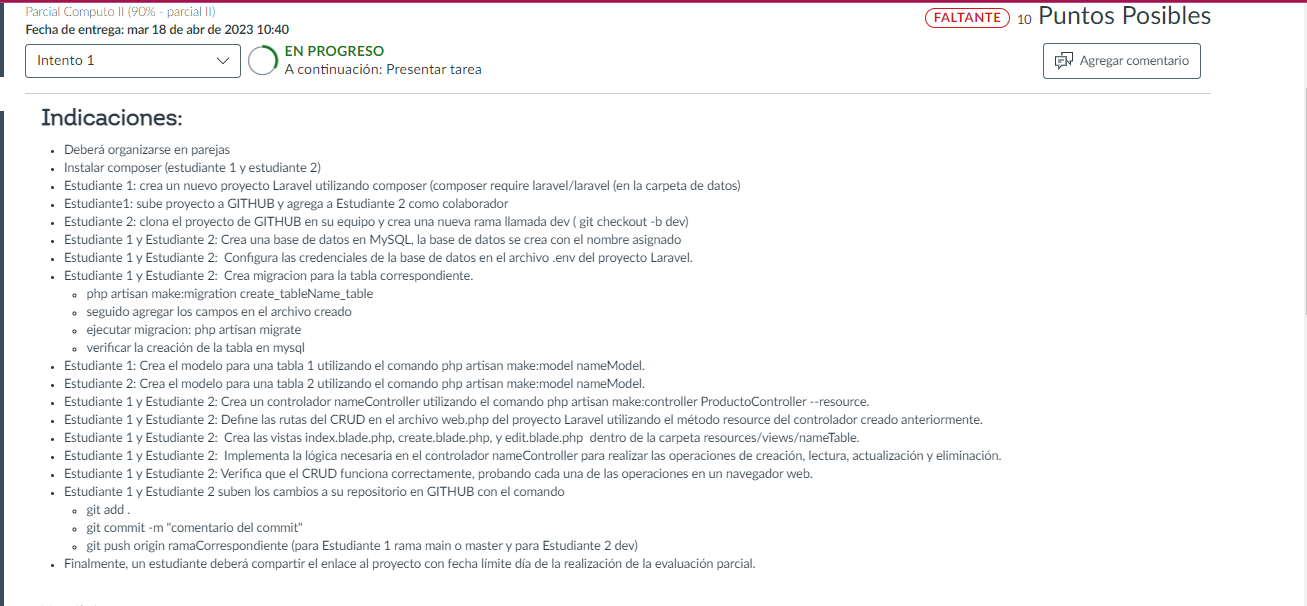 Parcial Computo II (90% - parcial II)
Fecha de entrega: mar 18 de abr de 2023 10:40
FALTANTE 10 Puntos Posibles
Intento 1
EN PROGRESO
A continuación: Presentar tarea
Agregar comentario
Indicaciones:
Deberá organizarse en parejas
Instalar composer (estudiante 1 y estudiante 2)
Estudiante 1: crea un nuevo proyecto Laravel utilizando composer (composer require laravel/laravel (en la carpeta de datos)
Estudiante1: sube proyecto a GITHUB y agrega a Estudiante 2 como colaborador
Estudiante 2: clona el proyecto de GITHUB en su equipo y crea una nueva rama llamada dev ( git checkout -b dev)
Estudiante 1 y Estudiante 2: Crea una base de datos en MySQL, la base de datos se crea con el nombre asignado
Estudiante 1 y Estudiante 2: Configura las credenciales de la base de datos en el archivo .env del proyecto Laravel.
Estudiante 1 y Estudiante 2: Crea migracion para la tabla correspondiente.
php artisan make:migration create_tableName_table
seguido agregar los campos en el archivo creado
ejecutar migracion: php artisan migrate
verificar la creación de la tabla en mysql
Estudiante 1: Crea el modelo para una tabla 1 utilizando el comando php artisan make:model nameModel.
Estudiante 2: Crea el modelo para una tabla 2 utilizando el comando php artisan make:model nameModel.
Estudiante 1 y Estudiante 2: Crea un controlador nameController utilizando el comando php artisan make:controller ProductoController --resource.
Estudiante 1 y Estudiante 2: Define las rutas del CRUD en el archivo web.php del proyecto Laravel utilizando el método resource del controlador creado anteriormente.
Estudiante 1 y Estudiante 2: Crea las vistas index.blade.php, create.blade.php, y edit.blade.php dentro de la carpeta resources/views/nameTable.
Estudiante 1 y Estudiante 2: Implementa la lógica necesaria en el controlador nameController para realizar las operaciones de creación, lectura, actualización y eliminación.
Estudiante 1 y Estudiante 2: Verifica que el CRUD funciona correctamente, probando cada una de las operaciones en un navegador web.
Estudiante 1 y Estudiante 2 suben los cambios a su repositorio en GITHUB con el comando
git add .
git commit -m "comentario del commit"
git push origin ramaCorrespondiente (para Estudiante 1 rama main o master y para Estudiante 2 dev)
Finalmente, un estudiante deberá compartir el enlace al proyecto con fecha límite día de la realización de la evaluación parcial.